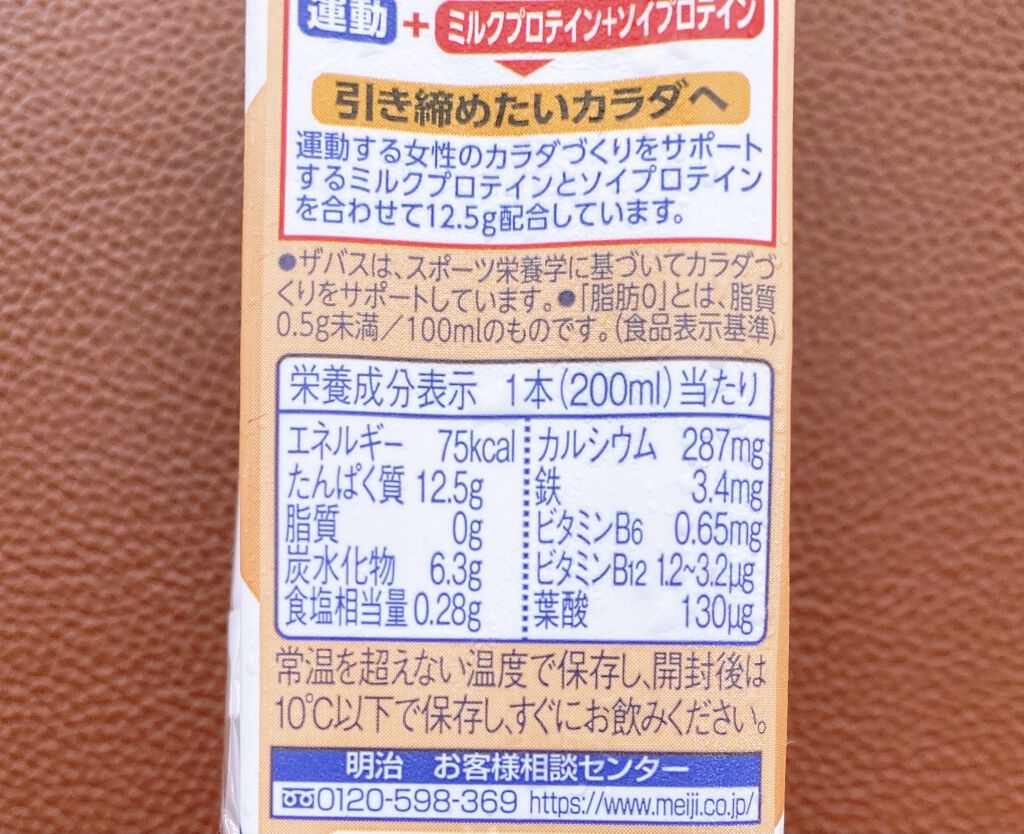 運動+ミルクプロテイン+ソイプロテイン
引き締めたいカラダへ
運動する女性のカラダづくりをサポート
するミルクプロテインとソイプロテイン
を合わせて12.5g配合しています。
●ザバスは、スポーツ栄養学に基づいてカラダづ
くりをサポートしています。●「脂肪0」とは、脂質
0.5g未満/100mlのものです。(食品表示基準)
栄養成分表示 1本(200ml)当たり
エネルギー 75kcal
たんぱく質 12.5g
脂質 0g
炭水化物 6.3g
食塩相当量 0.28g
カルシウム 287mg
鉄 3.4mg
ビタミンB6 0.65mg
ビタミンB12 1.2~3.2μg
葉酸 130μg
常温を超えない温度で保存し、開封後は
10℃以下で保存し、すぐにお飲みください。
明治 お客様相談センター
0120-598-369 https://www.meiji.co.jp/